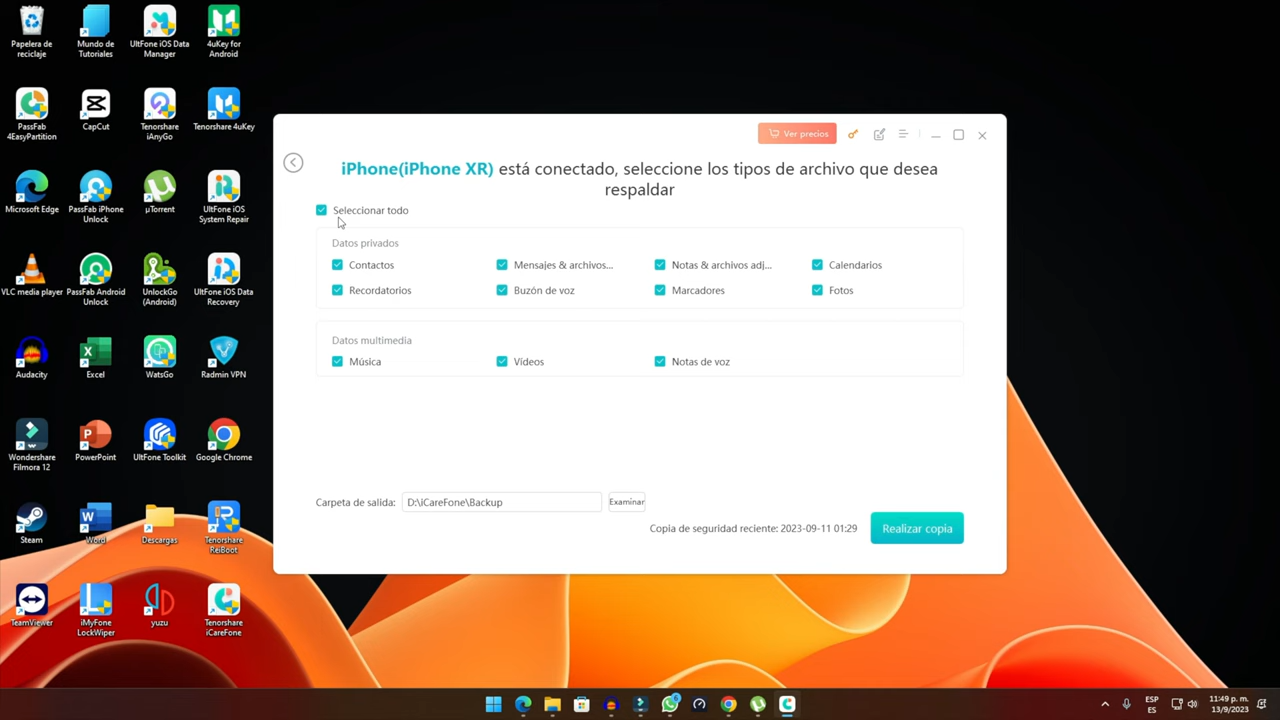 Papelera de
reciclaje
Mundo de
Tutoriales
UltFone iOS Data
Manager
4uKey for
Android
PassFab
4EasyPartition
CapCut
Tenorshare
iAnyGo
Tenorshare 4uKey
Microsoft Edge
PassFab iPhone
Unlock
µTorrent
UltFone iOS
System Repair
VLC media player
PassFab Android
Unlock
UnlockGo
(Android)
UltFone iOS Data
Recovery
Audacity
Excel
WatsGo
Radmin VPN
Wondershare
Filmora 12
PowerPoint
UltFone Toolkit
Google Chrome
Steam
Word
Descargas
Tenorshare
ReiBoot
TeamViewer
iMyFone
LockWiper
yuzu
Tenorshare
iCareFone
Ver precios
iPhone(iPhone XR) está conectado, seleccione los tipos de archivo que desea
respaldar
Seleccionar todo
Datos privados
Contactos Mensajes & archivos... Notas & archivos adj... Calendarios
Recordatorios Buzón de voz Marcadores Fotos
Datos multimedia
Música Vídeos Notas de voz
Carpeta de salida: D:\iCareFone\Backup Examinar
Copia de seguridad reciente: 2023-09-11 01:29 Realizar copia
6
ESP
ES
11:49 p. m.
13/9/2023